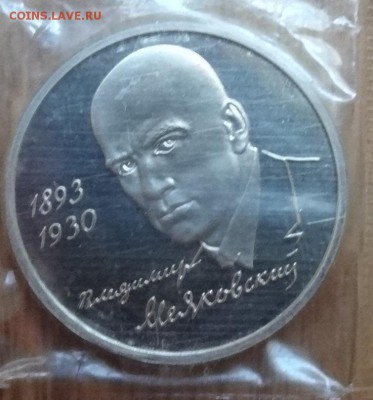 COINS.LAVE.RU
1893
1930
Владимир
Маяковский